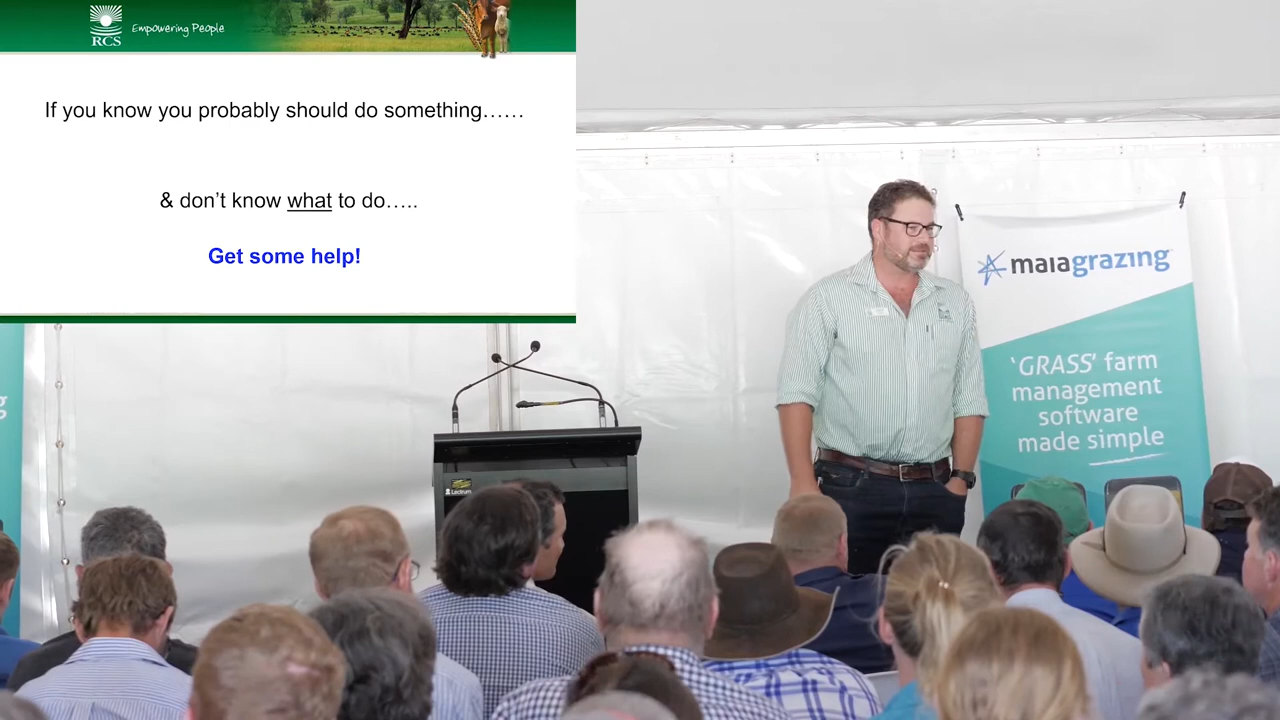 RCS
Empowering People
If you know you probably should do something……
& don't know what to do…..
Get some help!
maiagrazing
'GRASS' farm
management
software
made simple
Lectrum
g